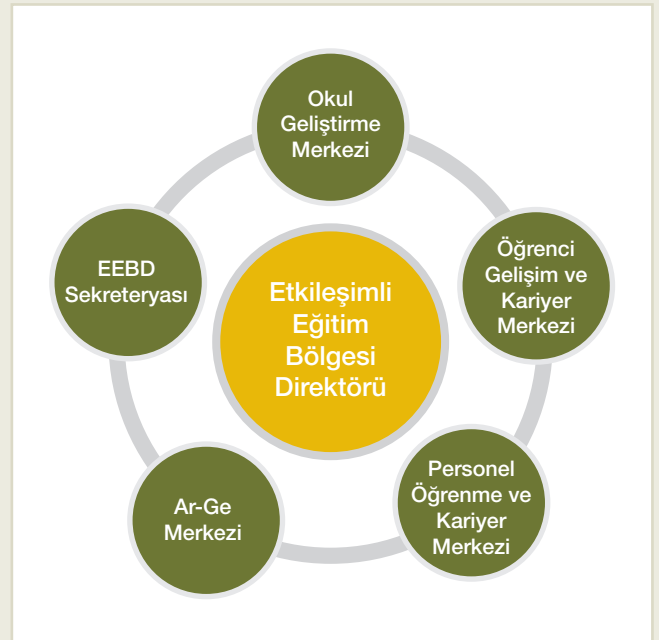 Okul
Geliştirme
Merkezi
Öğrenci
Gelişim ve
Kariyer
Merkezi
EEBD
Sekreteryası
Etkileşimli
Eğitim
Bölgesi
Direktörü
Personel
Öğrenme ve
Kariyer
Merkezi
Ar-Ge
Merkezi